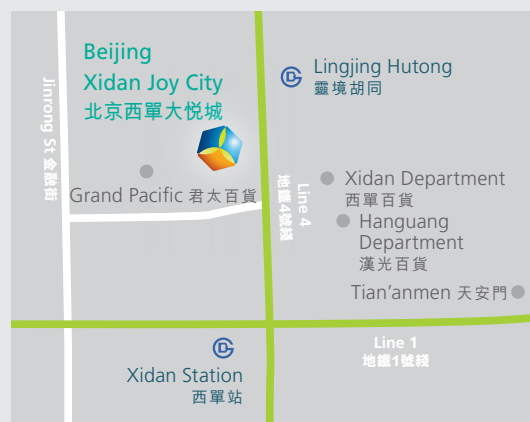 Beijing
Xidan Joy City
北京西單大悦城
Lingjing Hutong
靈境胡同
Jinrong St 金融街
Grand Pacific 君太百貨
Line 4
地鐵4號綫
Xidan Department
西單百貨
Hanguang
Department
漢光百貨
Tian'anmen 天安門
Line 1
地鐵1號綫
Xidan Station
西單站